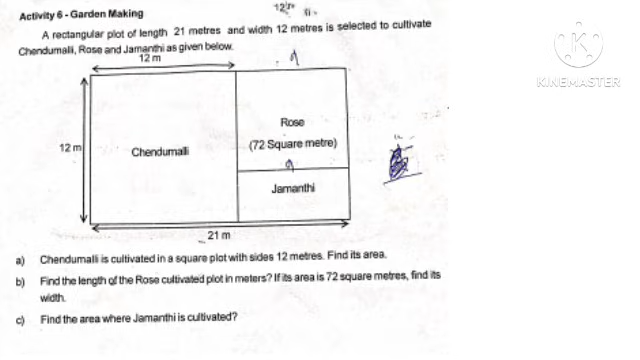 Activity 6 - Garden Making
A rectangular plot of length 21 metres and width 12 metres is selected to cultivate
Chendumalli, Rose and Jamanthi as given below.
12 m
9
Rose
(72 Square metre)
12 m
Chendumalli
9
Jamanthi
21 m
a) Chendumalli is cultivated in a square plot with sides 12 metres. Find its area.
b) Find the length of the Rose cultivated plot in meters? If its area is 72 square metres, find its
width.
c) Find the area where Jamanthi is cultivated?
KINEMASTER